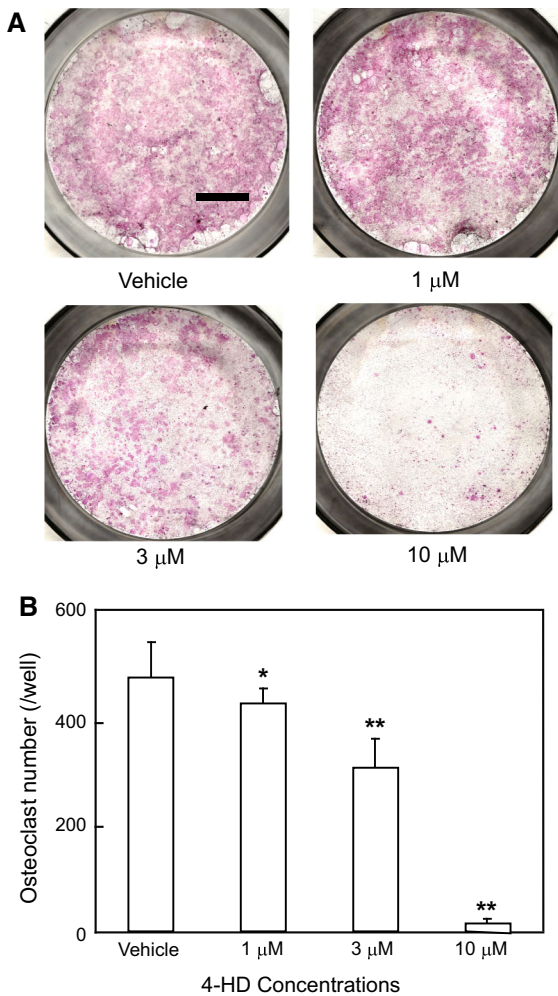 A
Vehicle
1 μM
3 μM
10 μM
B
Osteoclast number (/well)
600
400
200
0
*
**
**
Vehicle
1 μM
3 μM
10 μM
4-HD Concentrations